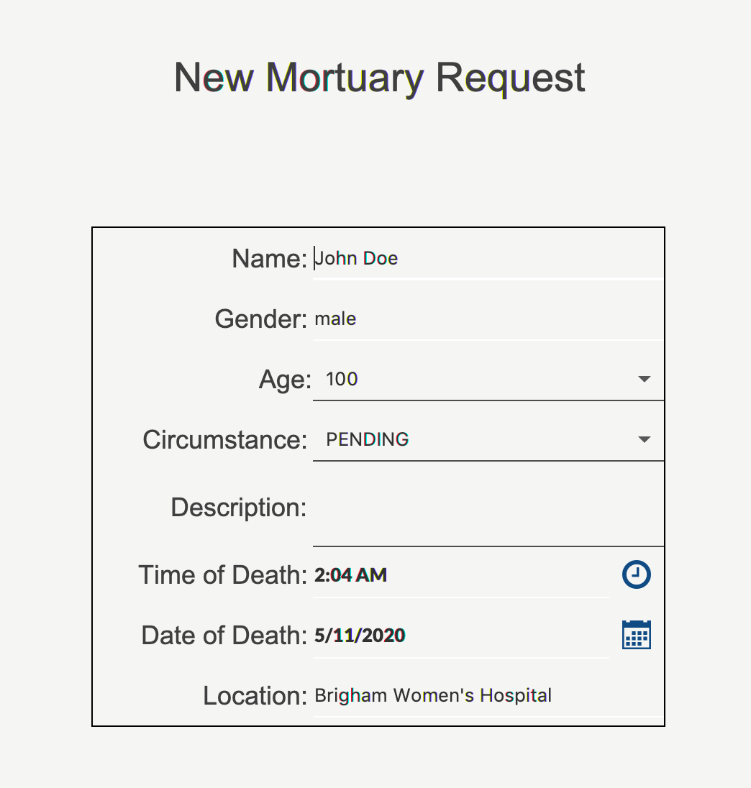 New Mortuary Request
Name: John Doe
Gender: male
Age: 100
Circumstance: PENDING
Description:
Time of Death: 2:04 AM
Date of Death: 5/11/2020
Location: Brigham Women's Hospital